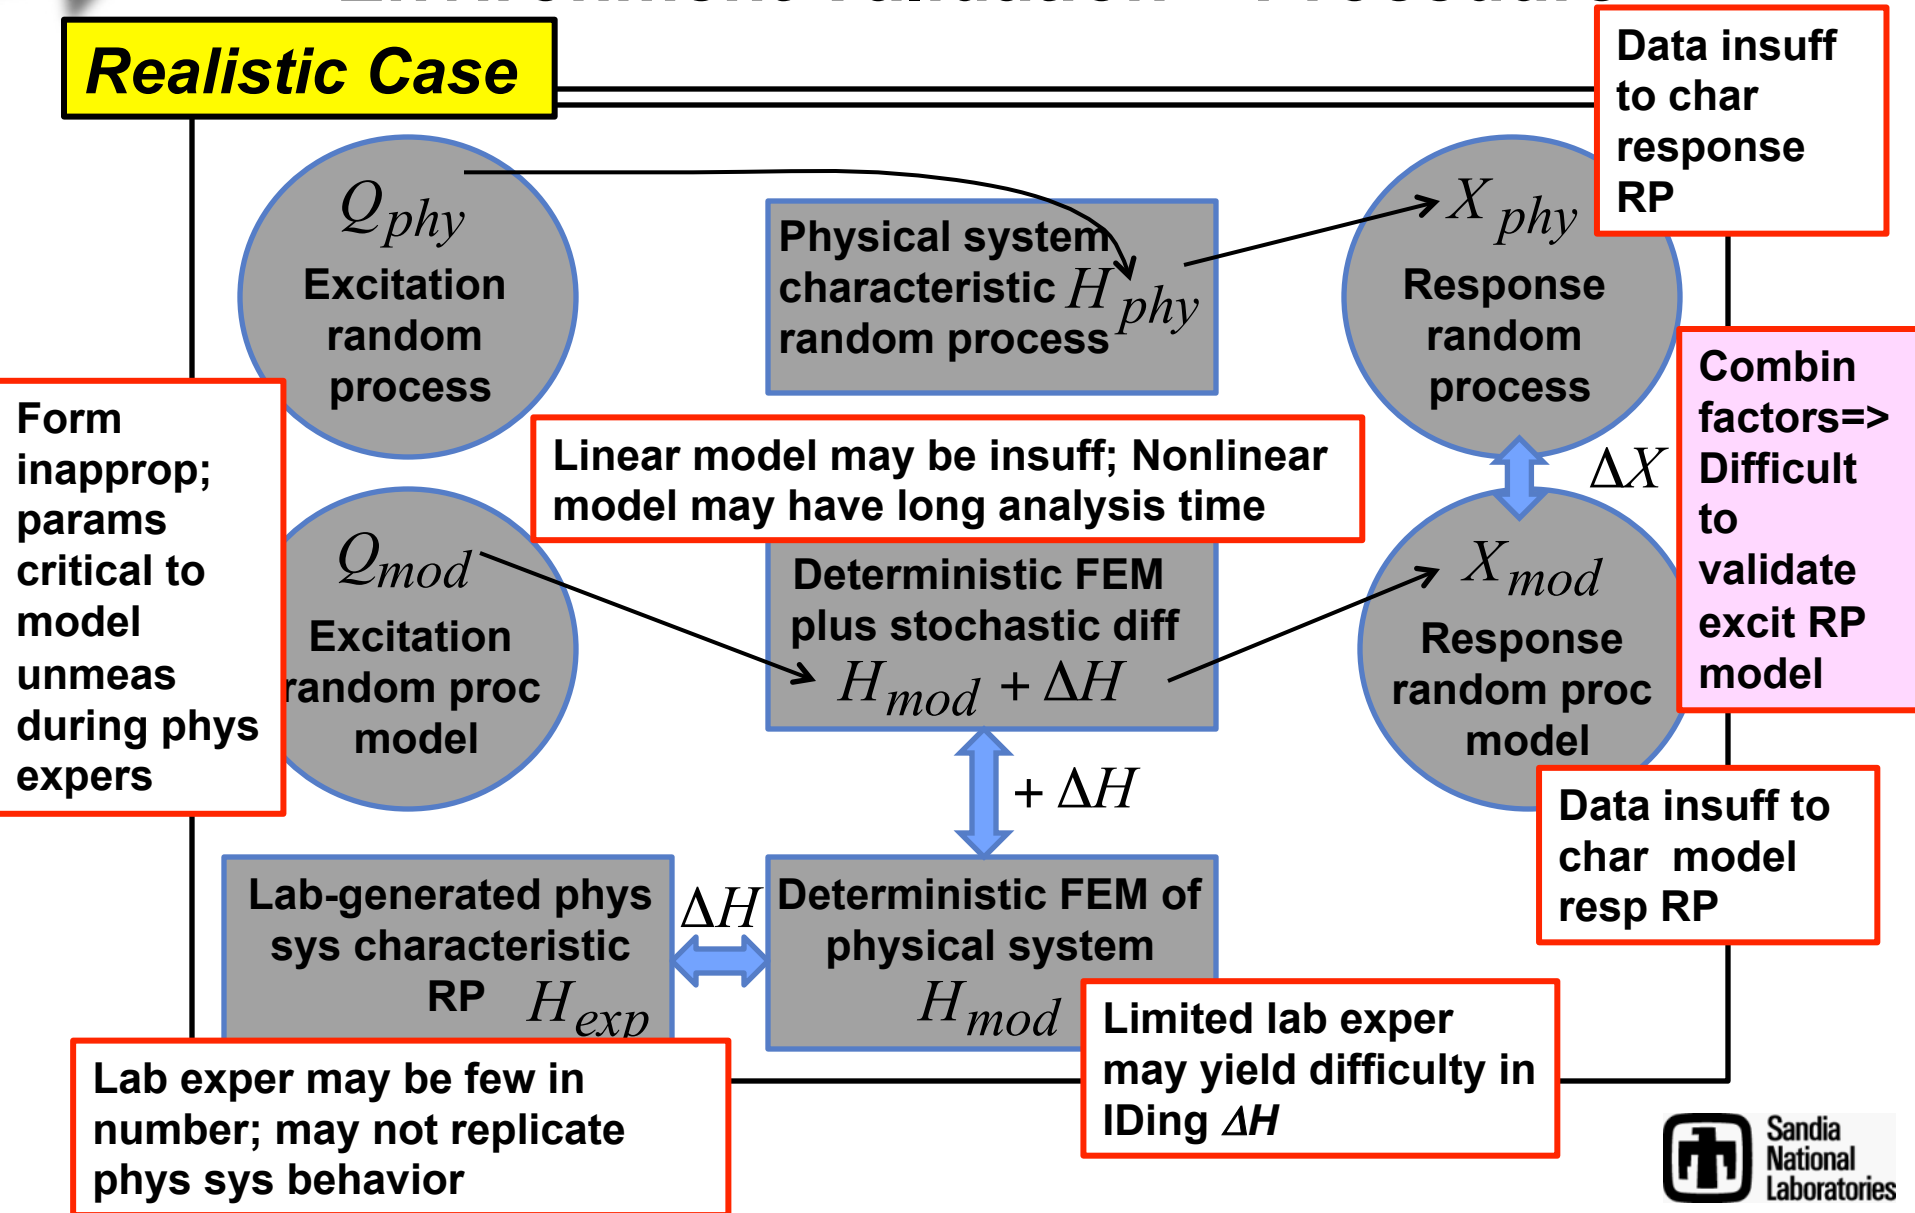 Realistic Case
Data insuff
to char
response
RP
Q phy
Excitation
random
process
Physical system
characteristic H phy
random process
X phy
Response
random
process
Form
inapprop;
params
critical to
model
unmeas
during phys
expers
Linear model may be insuff; Nonlinear
model may have long analysis time
ΔX
Combin
factors=>
Difficult
to
validate
excit RP
model
Q mod
Excitation
random proc
model
Deterministic FEM
plus stochastic diff
H mod + ΔH
X mod
Response
random proc
model
+ ΔH
Data insuff to
char model
resp RP
Lab-generated phys
sys characteristic
RP H exp
ΔH
Deterministic FEM of
physical system
H mod
Limited lab exper
may yield difficulty in
IDing ΔH
Lab exper may be few in
number; may not replicate
phys sys behavior
Sandia
National
Laboratories